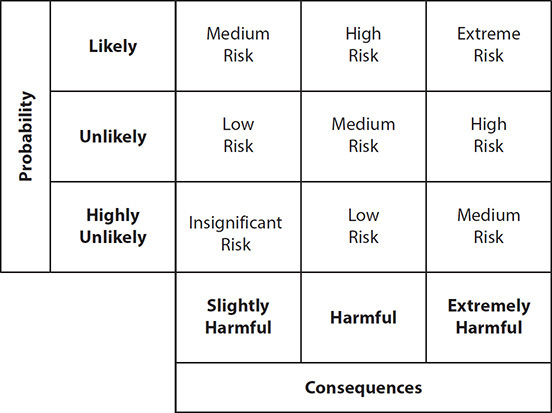 Probability
Likely
Medium
Risk
High
Risk
Extreme
Risk
Unlikely
Low
Risk
Medium
Risk
High
Risk
Highly
Unlikely
Insignificant
Risk
Low
Risk
Medium
Risk
Slightly
Harmful
Harmful
Extremely
Harmful
Consequences